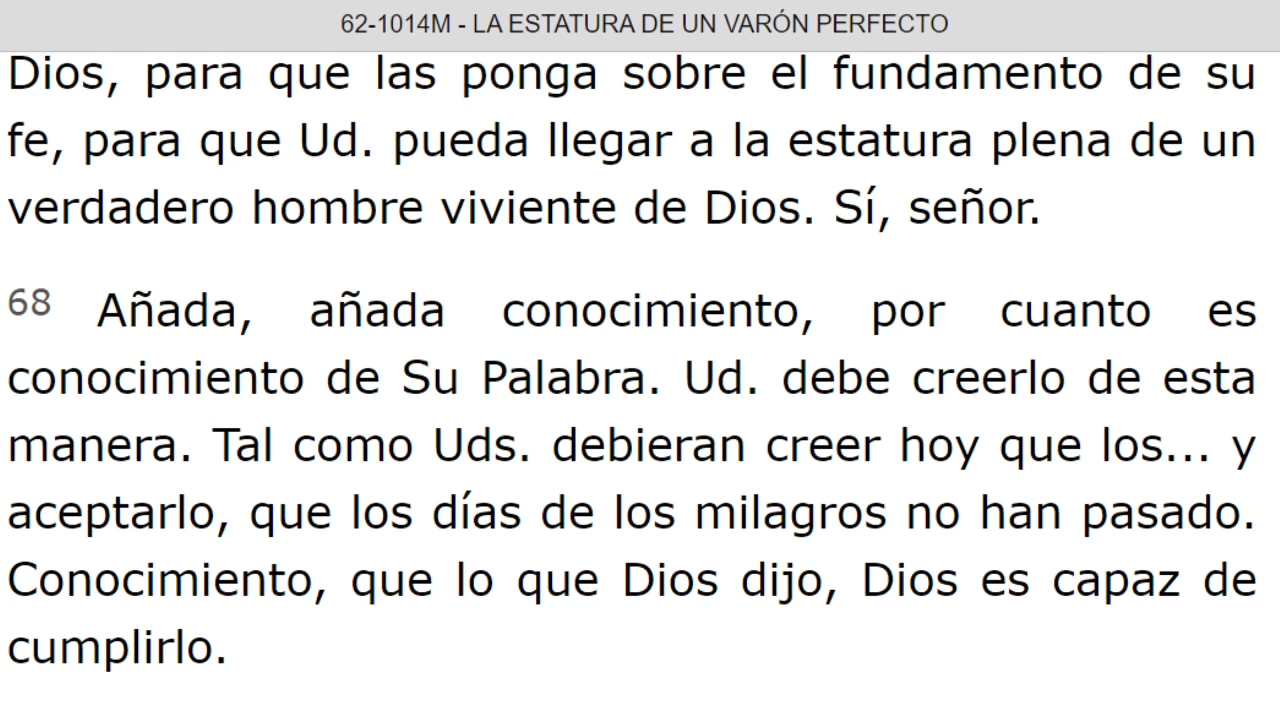 62-1014M - LA ESTATURA DE UN VARÓN PERFECTO
Dios, para que las ponga sobre el fundamento de su
fe, para que Ud. pueda llegar a la estatura plena de un
verdadero hombre viviente de Dios. Sí, señor.
68 Añada, añada conocimiento, por cuanto es
conocimiento de Su Palabra. Ud. debe creerlo de esta
manera. Tal como Uds. debieran creer hoy que los... y
aceptarlo, que los días de los milagros no han pasado.
Conocimiento, que lo que Dios dijo, Dios es capaz de
cumplirlo.